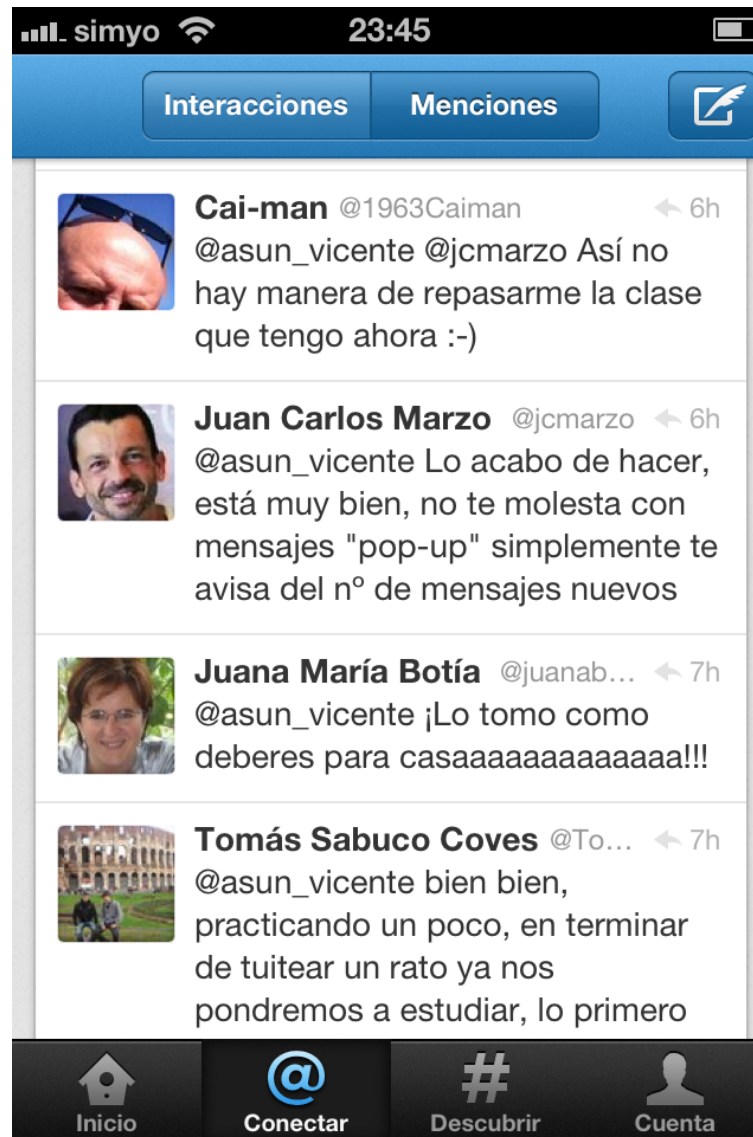 simyo 23:45
Interacciones Menciones
Cai-man @1963Caiman 6h
@asun_vicente @jcmarzo Así no
hay manera de repasarme la clase
que tengo ahora :-)
Juan Carlos Marzo @jcmarzo 6h
@asun_vicente Lo acabo de hacer,
está muy bien, no te molesta con
mensajes "pop-up" simplemente te
avisa del nº de mensajes nuevos
Juana María Botía @juanab... 7h
@asun_vicente ¡Lo tomo como
deberes para casaaaaaaaaaaaaaa!!!
Tomás Sabuco Coves @To... 7h
@asun_vicente bien bien,
practicando un poco, en terminar
de tuitear un rato ya nos
pondremos a estudiar, lo primero
Inicio Conectar Descubrir Cuenta